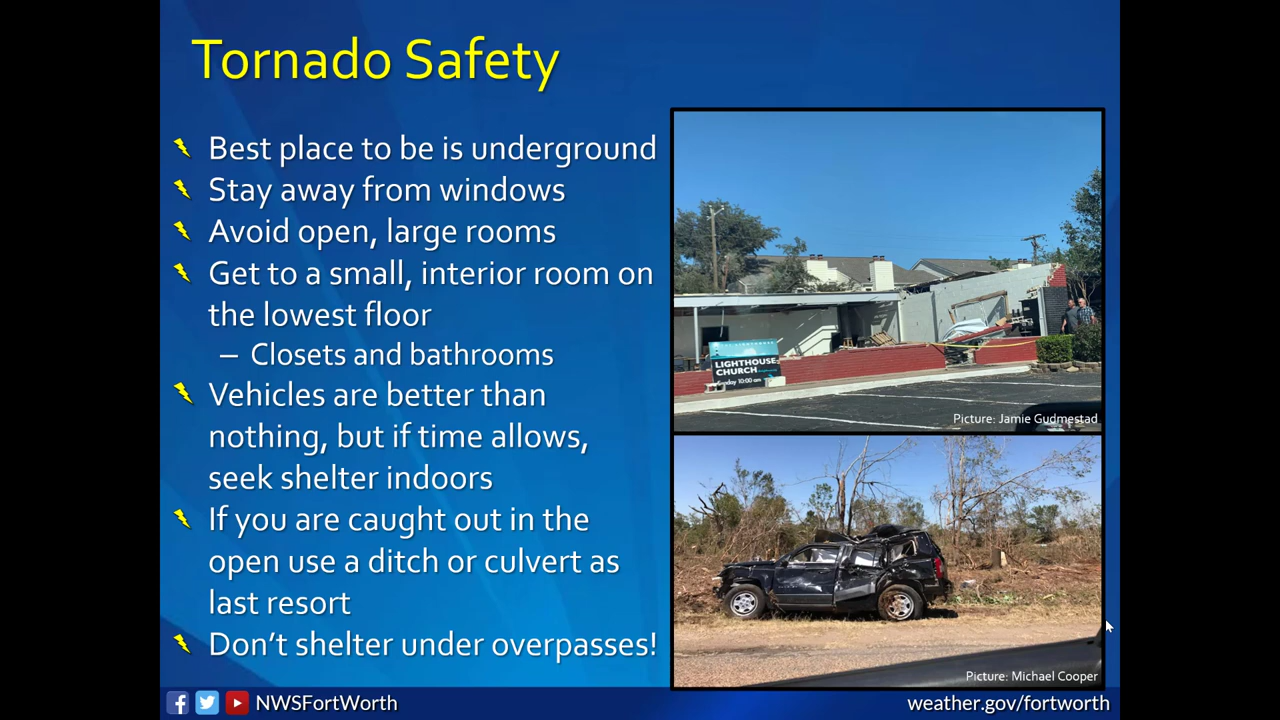 Tornado Safety
Best place to be is underground
Stay away from windows
Avoid open, large rooms
Get to a small, interior room on
the lowest floor
– Closets and bathrooms
Vehicles are better than
nothing, but if time allows,
seek shelter indoors
If you are caught out in the
open use a ditch or culvert as
last resort
Don't shelter under overpasses!
LIGHTHOUSE
CHURCH
10:00 am
Picture: Jamie Gudmestad
Picture: Michael Cooper
NWSFortWorth
weather.gov/fortworth